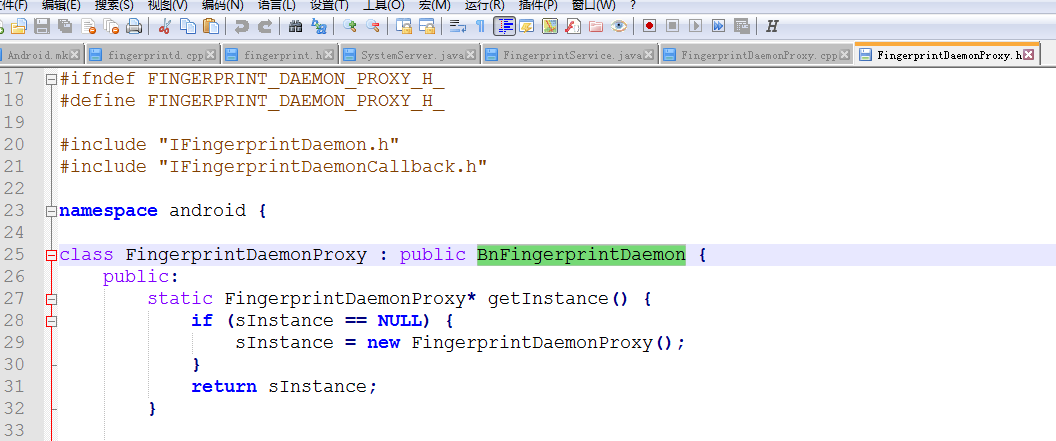 文件(F) 编辑(E) 搜索(S) 视图(V) 编码(N) 语言(L) 设置(T) 工具(O) 宏(M) 运行(R) 插件(P) 窗口(W) ?
Android.mk fingerprintd.cpp fingerprint.h SystemServer.java FingerprintService.java FingerprintDaemonProxy.cpp FingerprintDaemonProxy.h
17 #ifndef FINGERPRINT_DAEMON_PROXY_H_
18 #define FINGERPRINT_DAEMON_PROXY_H_
19
20 #include "IFingerprintDaemon.h"
21 #include "IFingerprintDaemonCallback.h"
22
23 namespace android {
24
25 class FingerprintDaemonProxy : public BnFingerprintDaemon {
26 public:
27 static FingerprintDaemonProxy* getInstance() {
28 if (sInstance == NULL) {
29 sInstance = new FingerprintDaemonProxy();
30 }
31 return sInstance;
32 }
33